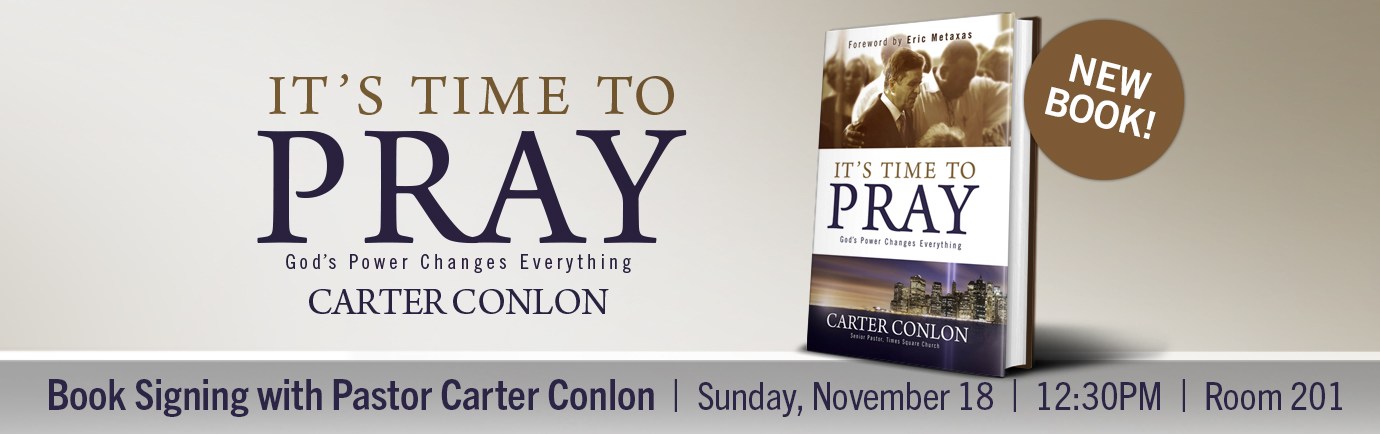 IT'S TIME TO
PRAY
God's Power Changes Everything
CARTER CONLON
Foreword by Eric Metaxas
IT'S TIME TO
PRAY
God's Power Changes Everything
CARTER CONLON
Senior Pastor, Times Square Church
NEW
BOOK!
Book Signing with Pastor Carter Conlon | Sunday, November 18 | 12:30PM | Room 201